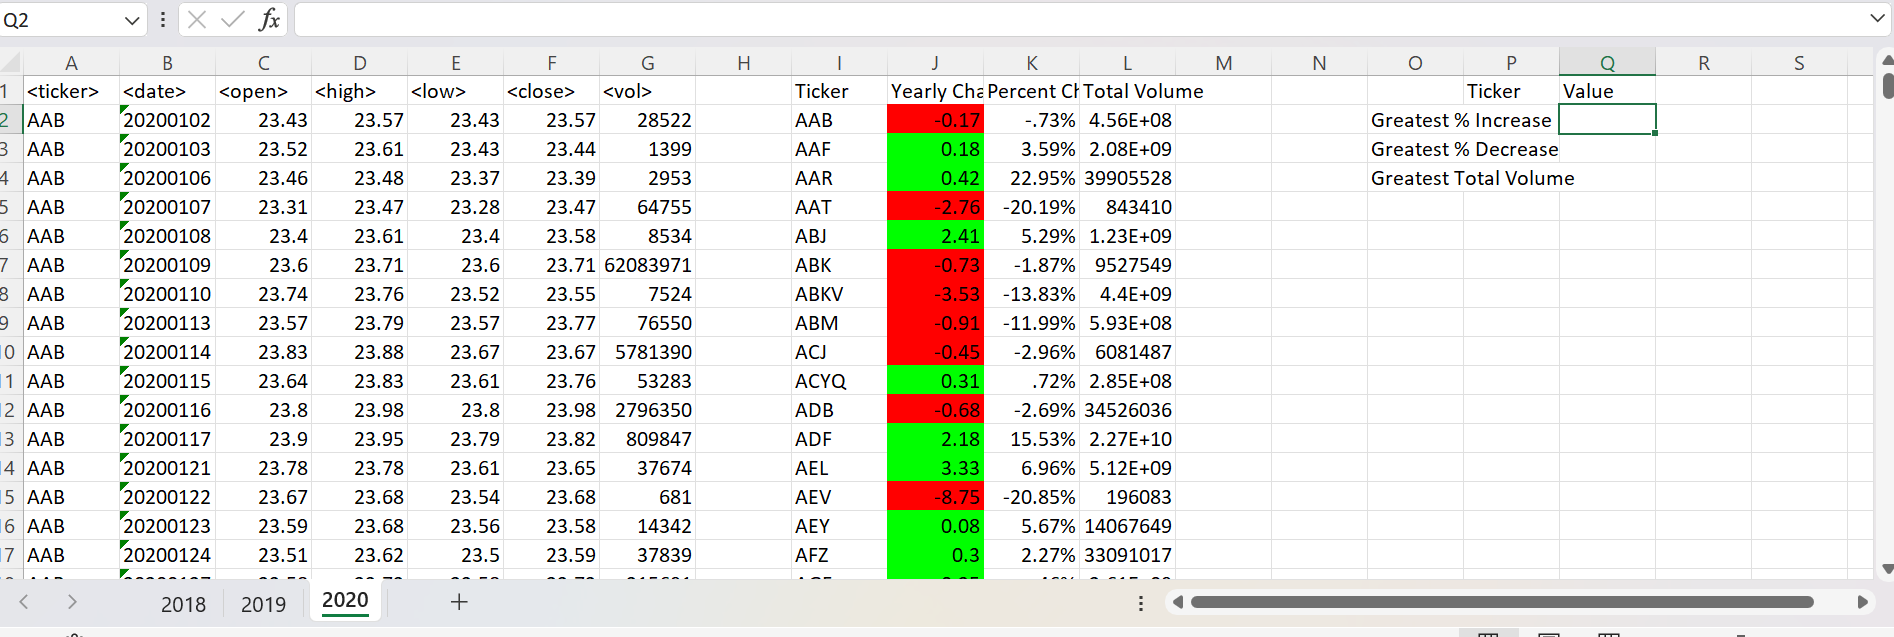 Q2 fx
A B C D E F G H I J K L M N O P Q R S
1 <ticker> <date> <open> <high> <low> <close> <vol> Ticker Yearly Cha Percent Ch Total Volume Ticker Value
2 AAB 20200102 23.43 23.57 23.43 23.57 28522 AAB -0.17 -.73% 4.56E+08 Greatest % Increase
3 AAB 20200103 23.52 23.61 23.43 23.44 1399 AAF 0.18 3.59% 2.08E+09 Greatest % Decrease
4 AAB 20200106 23.46 23.48 23.37 23.39 2953 AAR 0.42 22.95% 39905528 Greatest Total Volume
5 AAB 20200107 23.31 23.47 23.28 23.47 64755 AAT -2.76 -20.19% 843410
6 AAB 20200108 23.4 23.61 23.4 23.58 8534 ABJ 2.41 5.29% 1.23E+09
7 AAB 20200109 23.6 23.71 23.6 23.71 62083971 ABK -0.73 -1.87% 9527549
8 AAB 20200110 23.74 23.76 23.52 23.55 7524 ABKV -3.53 -13.83% 4.4E+09
9 AAB 20200113 23.57 23.79 23.57 23.77 76550 ABM -0.91 -11.99% 5.93E+08
10 AAB 20200114 23.83 23.88 23.67 23.67 5781390 ACJ -0.45 -2.96% 6081487
11 AAB 20200115 23.64 23.83 23.61 23.76 53283 ACYQ 0.31 .72% 2.85E+08
12 AAB 20200116 23.8 23.98 23.8 23.98 2796350 ADB -0.68 -2.69% 34526036
13 AAB 20200117 23.9 23.95 23.79 23.82 809847 ADF 2.18 15.53% 2.27E+10
14 AAB 20200121 23.78 23.78 23.61 23.65 37674 AEL 3.33 6.96% 5.12E+09
15 AAB 20200122 23.67 23.68 23.54 23.68 681 AEV -8.75 -20.85% 196083
16 AAB 20200123 23.59 23.68 23.56 23.58 14342 AEY 0.08 5.67% 14067649
17 AAB 20200124 23.51 23.62 23.5 23.59 37839 AFZ 0.3 2.27% 33091017
2018 2019 2020